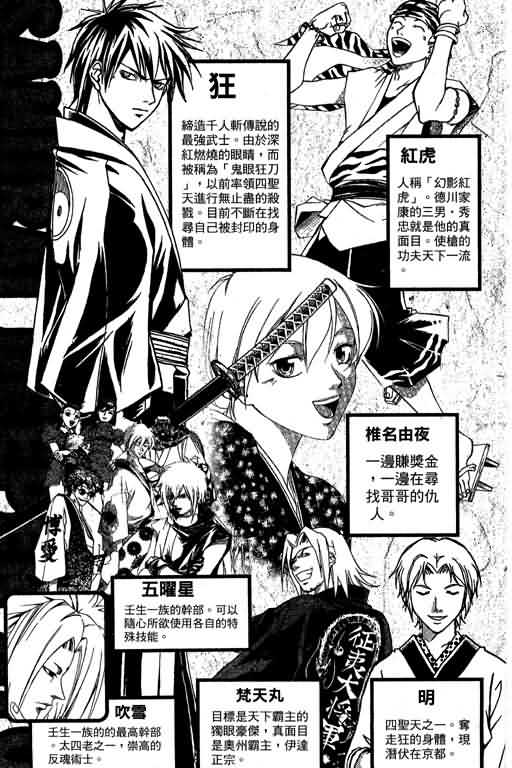 狂
締造千人斬傳說的
最強武士。由於深
紅燃燒的眼睛，而
被稱為「鬼眼狂刀
」，以前率領四聖
天進行無止盡的殺
戮。目前不斷在找
尋自己被封印的身
體。
紅虎
人稱「幻影紅
虎」。德川家
康的三男・秀
忠就是他的真
面目。使槍的
功夫天下一流
。
椎名由夜
一邊賺獎金
，一邊在尋
找哥哥的仇
人。
博愛
五曜星
壬生一族的幹部。可以
隨心所欲使用各自的特
殊技能。
征夷大將軍
吹雪
壬生一族的的最高幹部
。太四老之一，崇高的
反魂術士。
梵天丸
目標是天下霸主的
獨眼豪傑，真面目
是奧州霸主，伊達
正宗。
明
四聖天之一。奪
走狂的身體，現
潛伏在京都。